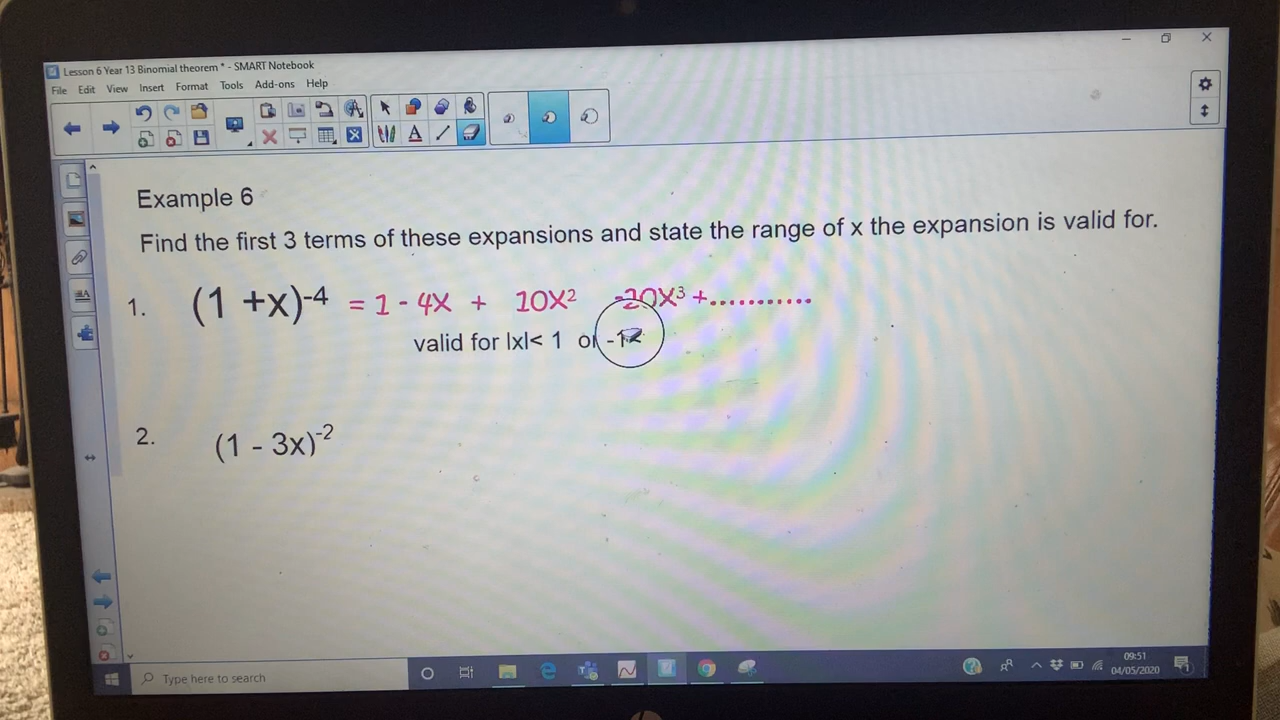 Lesson 6 Year 13 Binomial theorem * - SMART Notebook
File Edit View Insert Format Tools Add-ons Help
Example 6
Find the first 3 terms of these expansions and state the range of x the expansion is valid for.
1. (1 +x)⁻⁴ = 1 - 4x + 10x² -20x³ +...........
valid for |x|< 1 or -1<
2. (1 - 3x)⁻²
Type here to search
09:51
04/05/2020